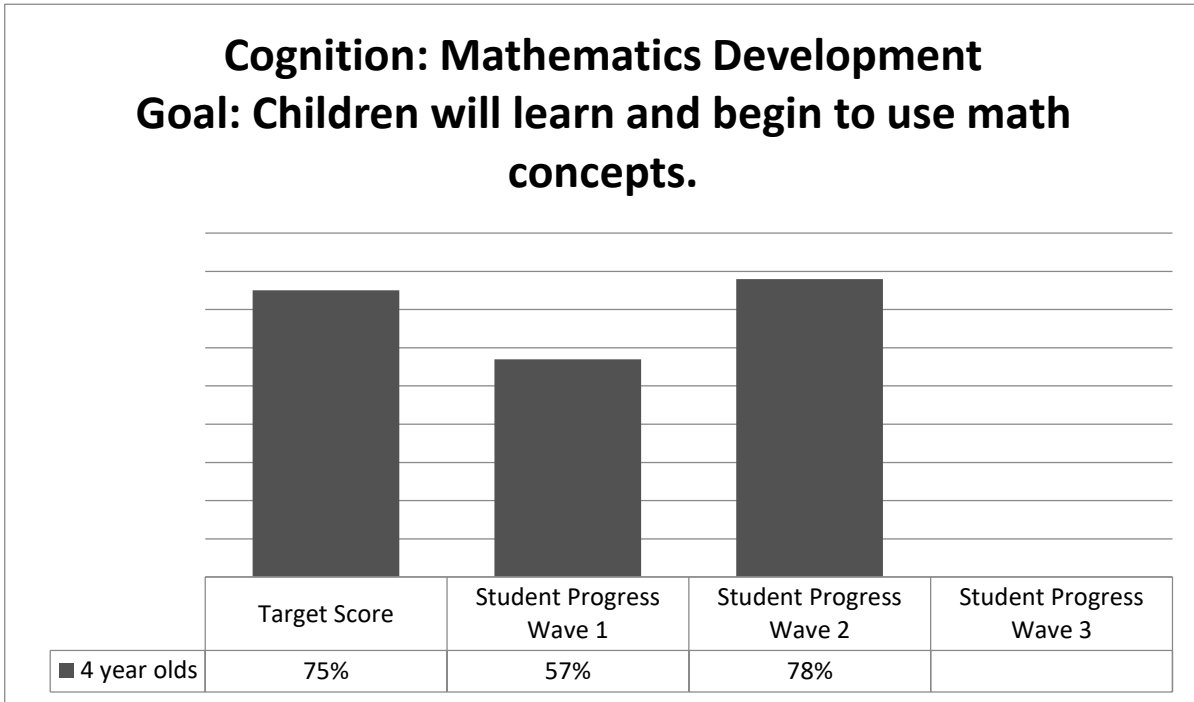 Cognition: Mathematics Development
Goal: Children will learn and begin to use math
concepts.
Target Score
Student Progress
Wave 1
Student Progress
Wave 2
Student Progress
Wave 3
4 year olds
75%
57%
78%